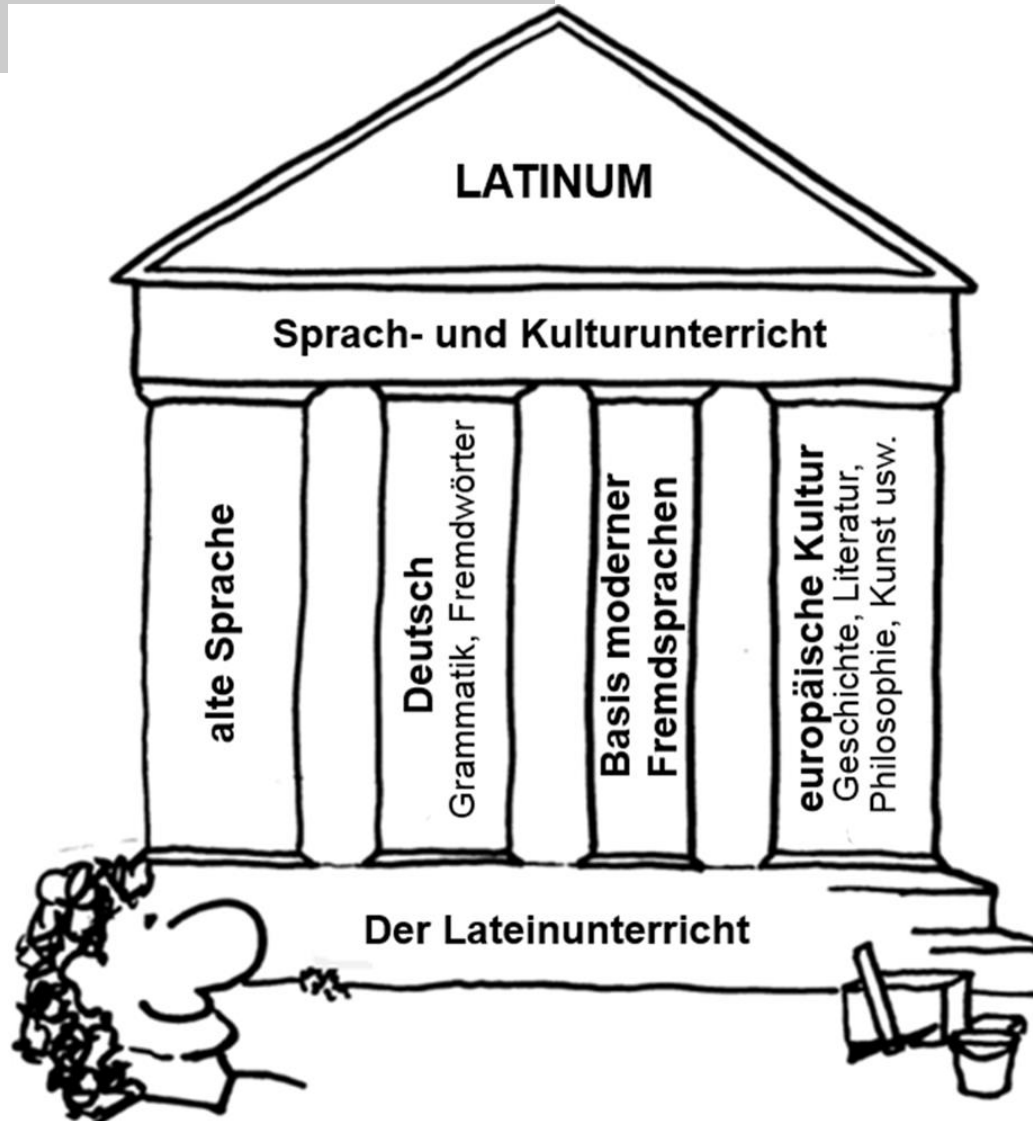 LATINUM
Sprach- und Kulturunterricht
alte Sprache
Deutsch
Grammatik, Fremdwörter
Basis moderner
Fremdsprachen
europäische Kultur
Geschichte, Literatur,
Philosophie, Kunst usw.
Der Lateinunterricht